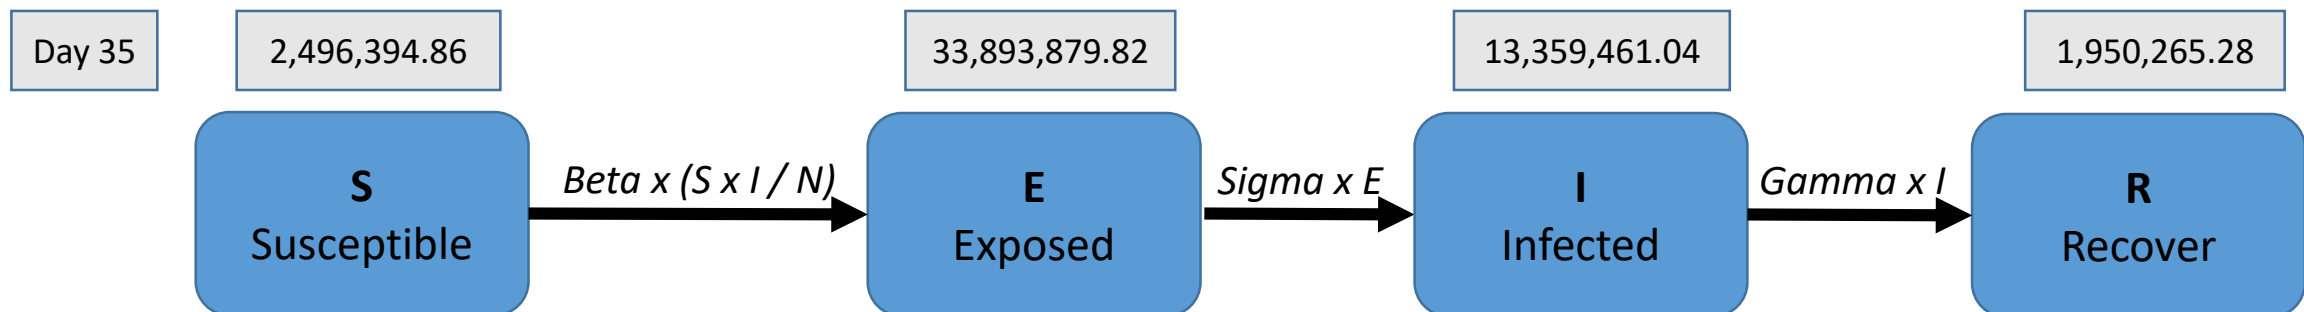 Day 35
2,496,394.86
33,893,879.82
13,359,461.04
1,950,265.28
S
Susceptible
Beta x (S x I / N)
E
Exposed
Sigma x E
I
Infected
Gamma x I
R
Recover